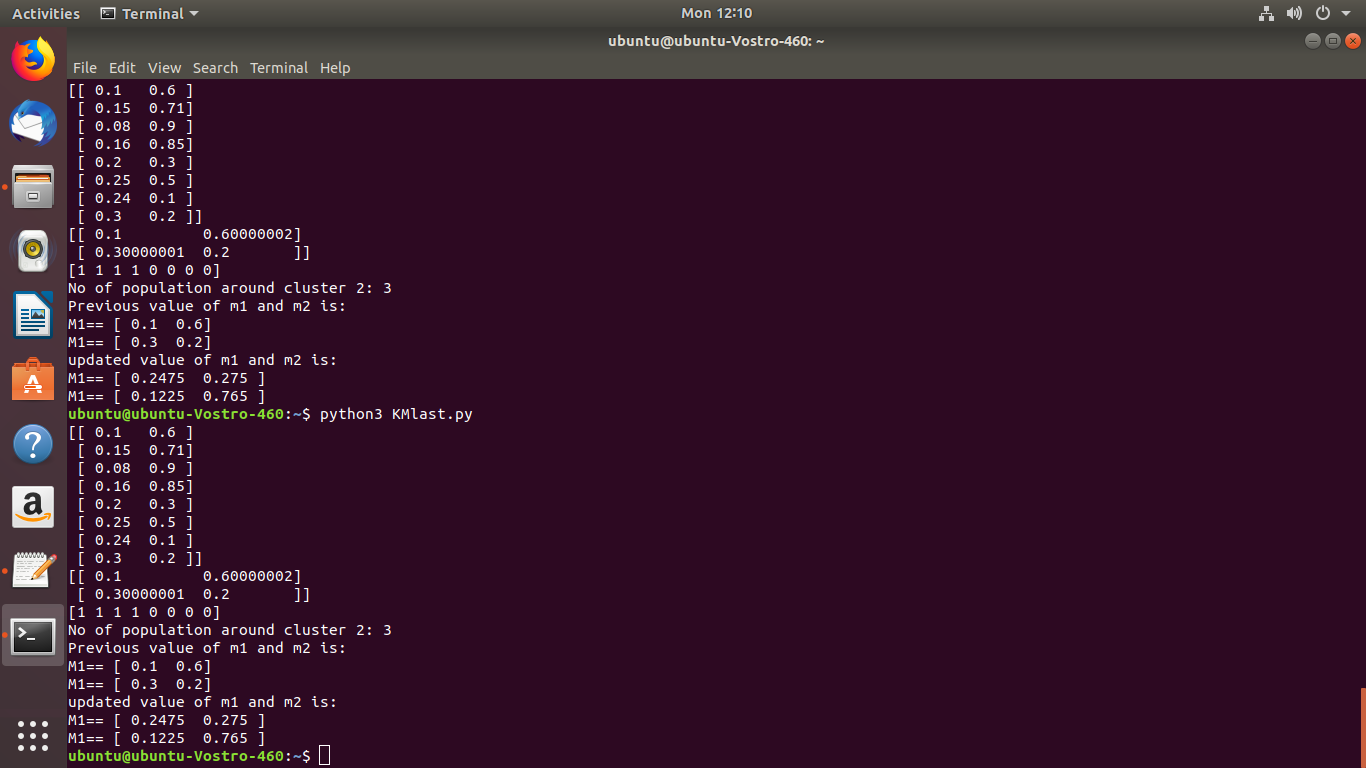 Activities Terminal Mon 12:10
ubuntu@ubuntu-Vostro-460: ~
File Edit View Search Terminal Help
[[ 0.1   0.6 ]
 [ 0.15  0.71]
 [ 0.08  0.9 ]
 [ 0.16  0.85]
 [ 0.2   0.3 ]
 [ 0.25  0.5 ]
 [ 0.24  0.1 ]
 [ 0.3   0.2 ]]
[[ 0.1         0.60000002]
 [ 0.30000001  0.2       ]]
[1 1 1 1 0 0 0 0]
No of population around cluster 2: 3
Previous value of m1 and m2 is:
M1== [ 0.1  0.6]
M1== [ 0.3  0.2]
updated value of m1 and m2 is:
M1== [ 0.2475  0.275 ]
M1== [ 0.1225  0.765 ]
ubuntu@ubuntu-Vostro-460:~$ python3 KMlast.py
[[ 0.1   0.6 ]
 [ 0.15  0.71]
 [ 0.08  0.9 ]
 [ 0.16  0.85]
 [ 0.2   0.3 ]
 [ 0.25  0.5 ]
 [ 0.24  0.1 ]
 [ 0.3   0.2 ]]
[[ 0.1         0.60000002]
 [ 0.30000001  0.2       ]]
[1 1 1 1 0 0 0 0]
No of population around cluster 2: 3
Previous value of m1 and m2 is:
M1== [ 0.1  0.6]
M1== [ 0.3  0.2]
updated value of m1 and m2 is:
M1== [ 0.2475  0.275 ]
M1== [ 0.1225  0.765 ]
ubuntu@ubuntu-Vostro-460:~$